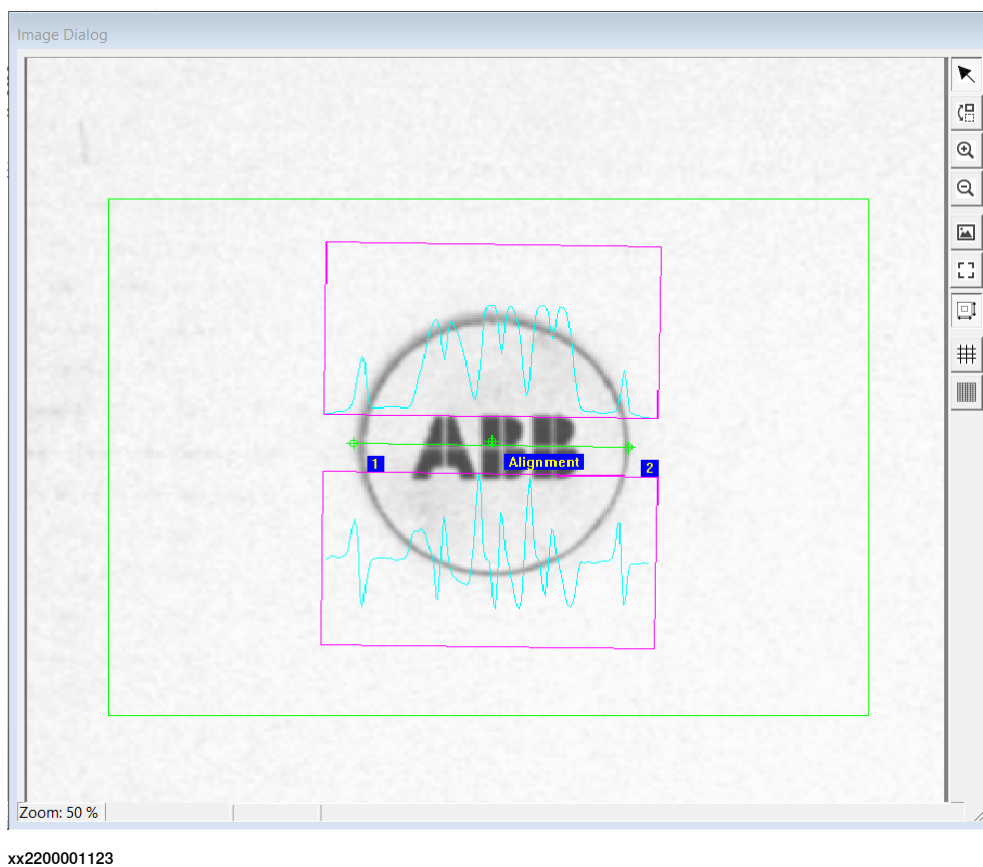 Image Dialog
ABB
1
Alignment
2
Zoom: 50 %
xx2200001123